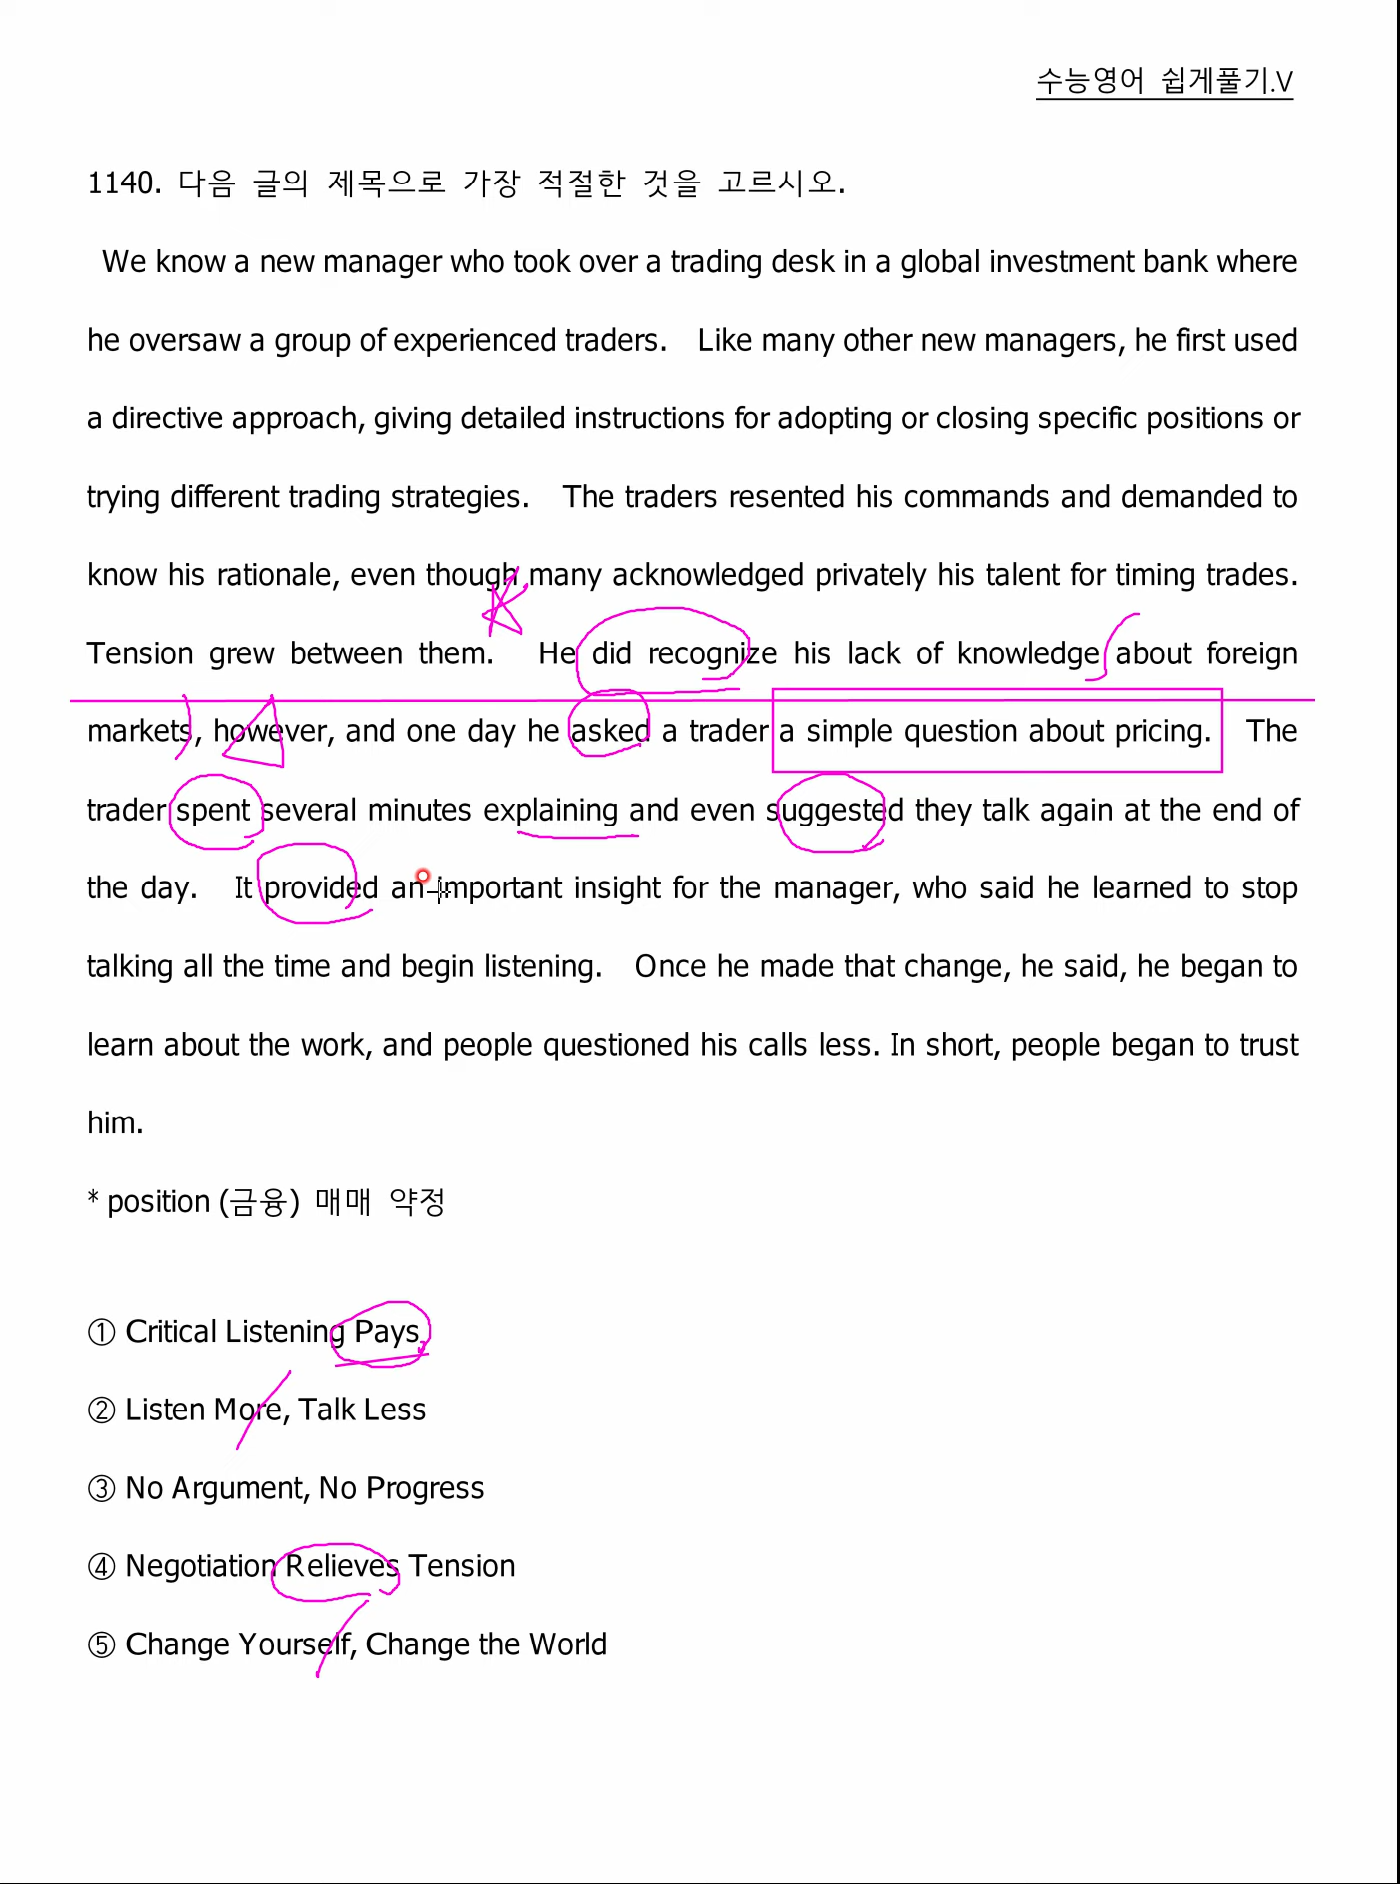 수능영어 쉽게풀기.V
1140. 다음 글의 제목으로 가장 적절한 것을 고르시오.
We know a new manager who took over a trading desk in a global investment bank where
he oversaw a group of experienced traders. Like many other new managers, he first used
a directive approach, giving detailed instructions for adopting or closing specific positions or
trying different trading strategies. The traders resented his commands and demanded to
know his rationale, even though many acknowledged privately his talent for timing trades.
Tension grew between them. He did recognize his lack of knowledge about foreign
markets, however, and one day he asked a trader a simple question about pricing. The
trader spent several minutes explaining and even suggested they talk again at the end of
the day. It provided an important insight for the manager, who said he learned to stop
talking all the time and begin listening. Once he made that change, he said, he began to
learn about the work, and people questioned his calls less. In short, people began to trust
him.
* position (금융) 매매 약정
① Critical Listening Pays
② Listen More, Talk Less
③ No Argument, No Progress
④ Negotiation Relieves Tension
⑤ Change Yourself, Change the World